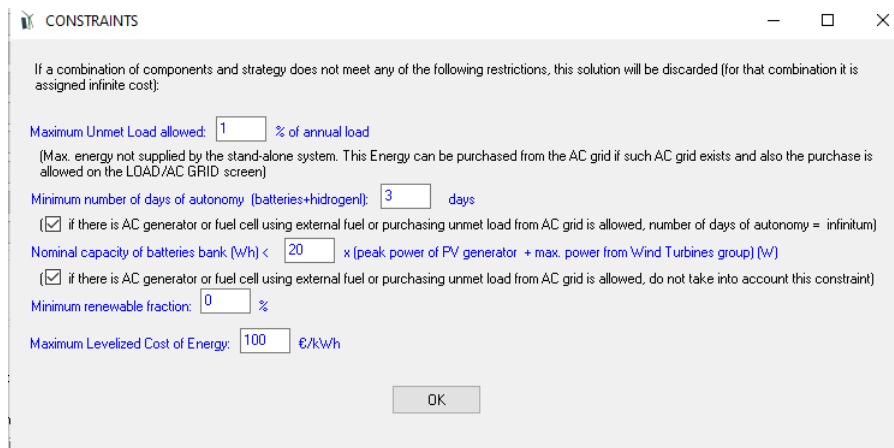 CONSTRAINTS
If a combination of components and strategy does not meet any of the following restrictions, this solution will be discarded (for that combination it is
assigned infinite cost):
Maximum Unmet Load allowed: 1 % of annual load
(Max. energy not supplied by the stand-alone system. This Energy can be purchased from the AC grid if such AC grid exists and also the purchase is
allowed on the LOAD/AC GRID screen)
Minimum number of days of autonomy (batteries+hidrogenl): 3 days
( if there is AC generator or fuel cell using external fuel or purchasing unmet load from AC grid is allowed, number of days of autonomy = infinitum)
Nominal capacity of batteries bank (Wh) < 20 x (peak power of PV generator + max. power from Wind Turbines group) (W)
( if there is AC generator or fuel cell using external fuel or purchasing unmet load from AC grid is allowed, do not take into account this constraint)
Minimum renewable fraction: 0 %
Maximum Levelized Cost of Energy: 100 €/kWh
OK